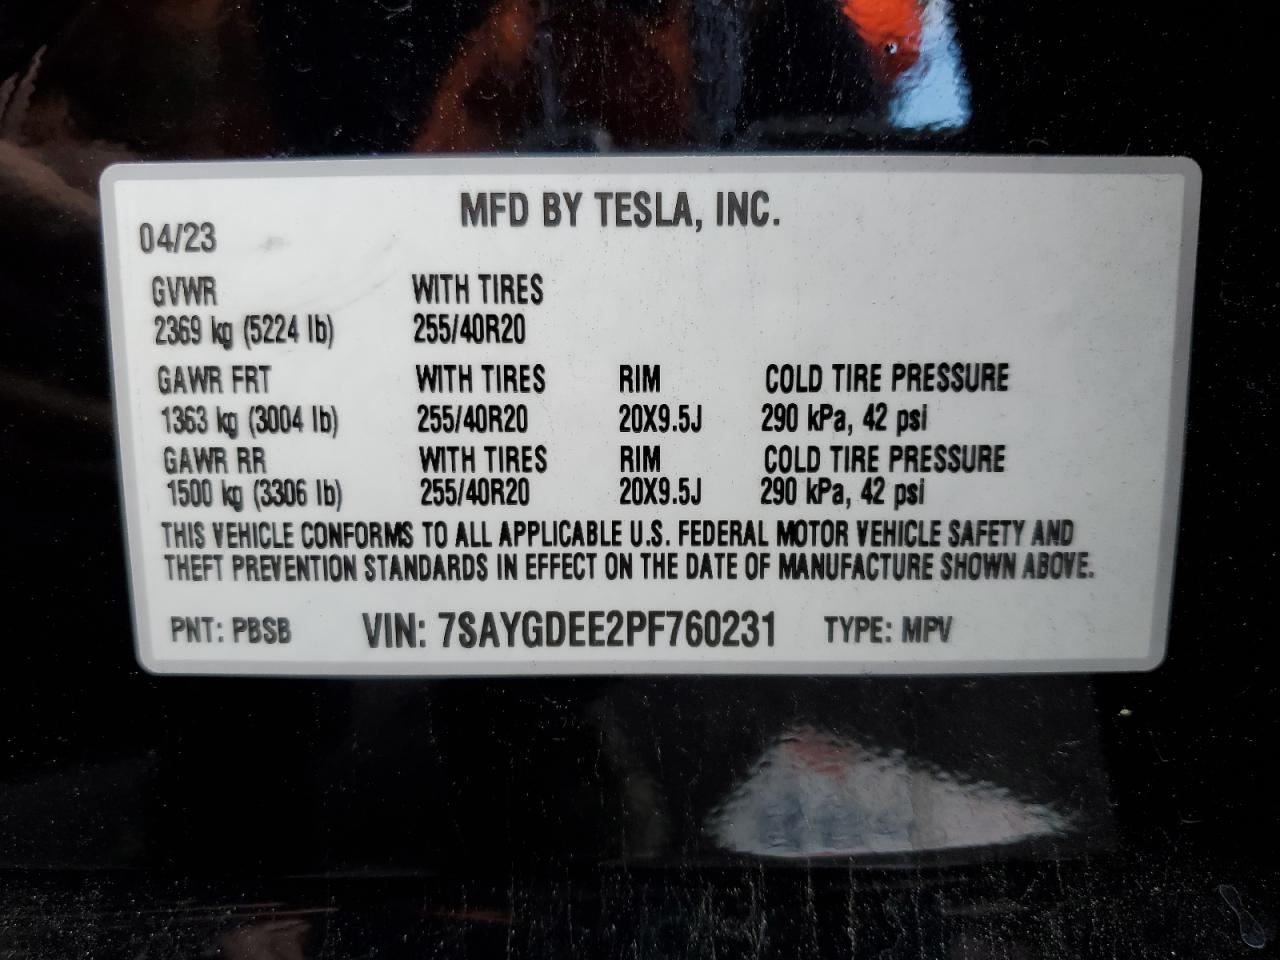 MFD BY TESLA, INC.
04/23
GVWR WITH TIRES
2369 kg (5224 lb) 255/40R20
GAWR FRT WITH TIRES RIM COLD TIRE PRESSURE
1363 kg (3004 lb) 255/40R20 20X9.5J 290 kPa, 42 psi
GAWR RR WITH TIRES RIM COLD TIRE PRESSURE
1500 kg (3306 lb) 255/40R20 20X9.5J 290 kPa, 42 psi
THIS VEHICLE CONFORMS TO ALL APPLICABLE U.S. FEDERAL MOTOR VEHICLE SAFETY AND
THEFT PREVENTION STANDARDS IN EFFECT ON THE DATE OF MANUFACTURE SHOWN ABOVE.
PNT: PBSB VIN: 7SAYGDEE2PF760231 TYPE: MPV